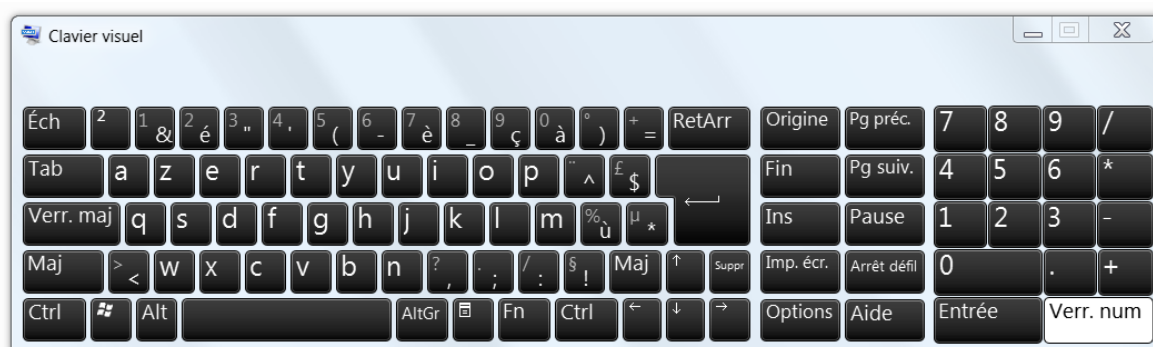 Clavier visuel
Éch ² 1 & 2 é 3 " 4 ' 5 ( 6 - 7 è 8 _ 9 ç 0 à ° ) + = RetArr Origine Pg préc. 7 8 9 /
Tab a z e r t y u i o p ¨ ^ £ $ Fin Pg suiv. 4 5 6 *
Verr. maj q s d f g h j k l m % ù µ * Ins Pause 1 2 3 -
Maj > < w x c v b n ? , . ; / : § ! Maj ↑ Suppr Imp. écr. Arrêt défil 0 . +
Ctrl Alt AltGr Fn Ctrl ← ↓ → Options Aide Entrée Verr. num